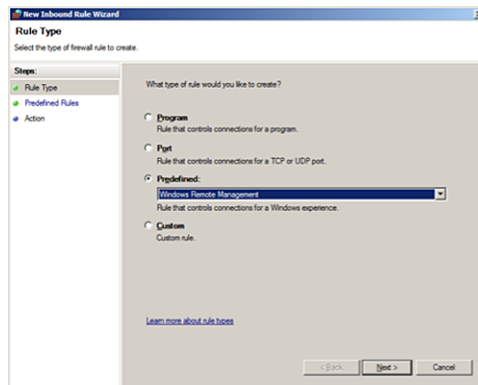 New Inbound Rule Wizard
Rule Type
Select the type of firewall rule to create.
Steps:
Rule Type
Predefined Rules
Action
What type of rule would you like to create?
Program
Rule that controls connections for a program.
Port
Rule that controls connections for a TCP or UDP port.
Predefined:
Windows Remote Management
Rule that controls connections for a Windows experience.
Custom
Custom rule.
Learn more about rule types
< Back
Next >
Cancel